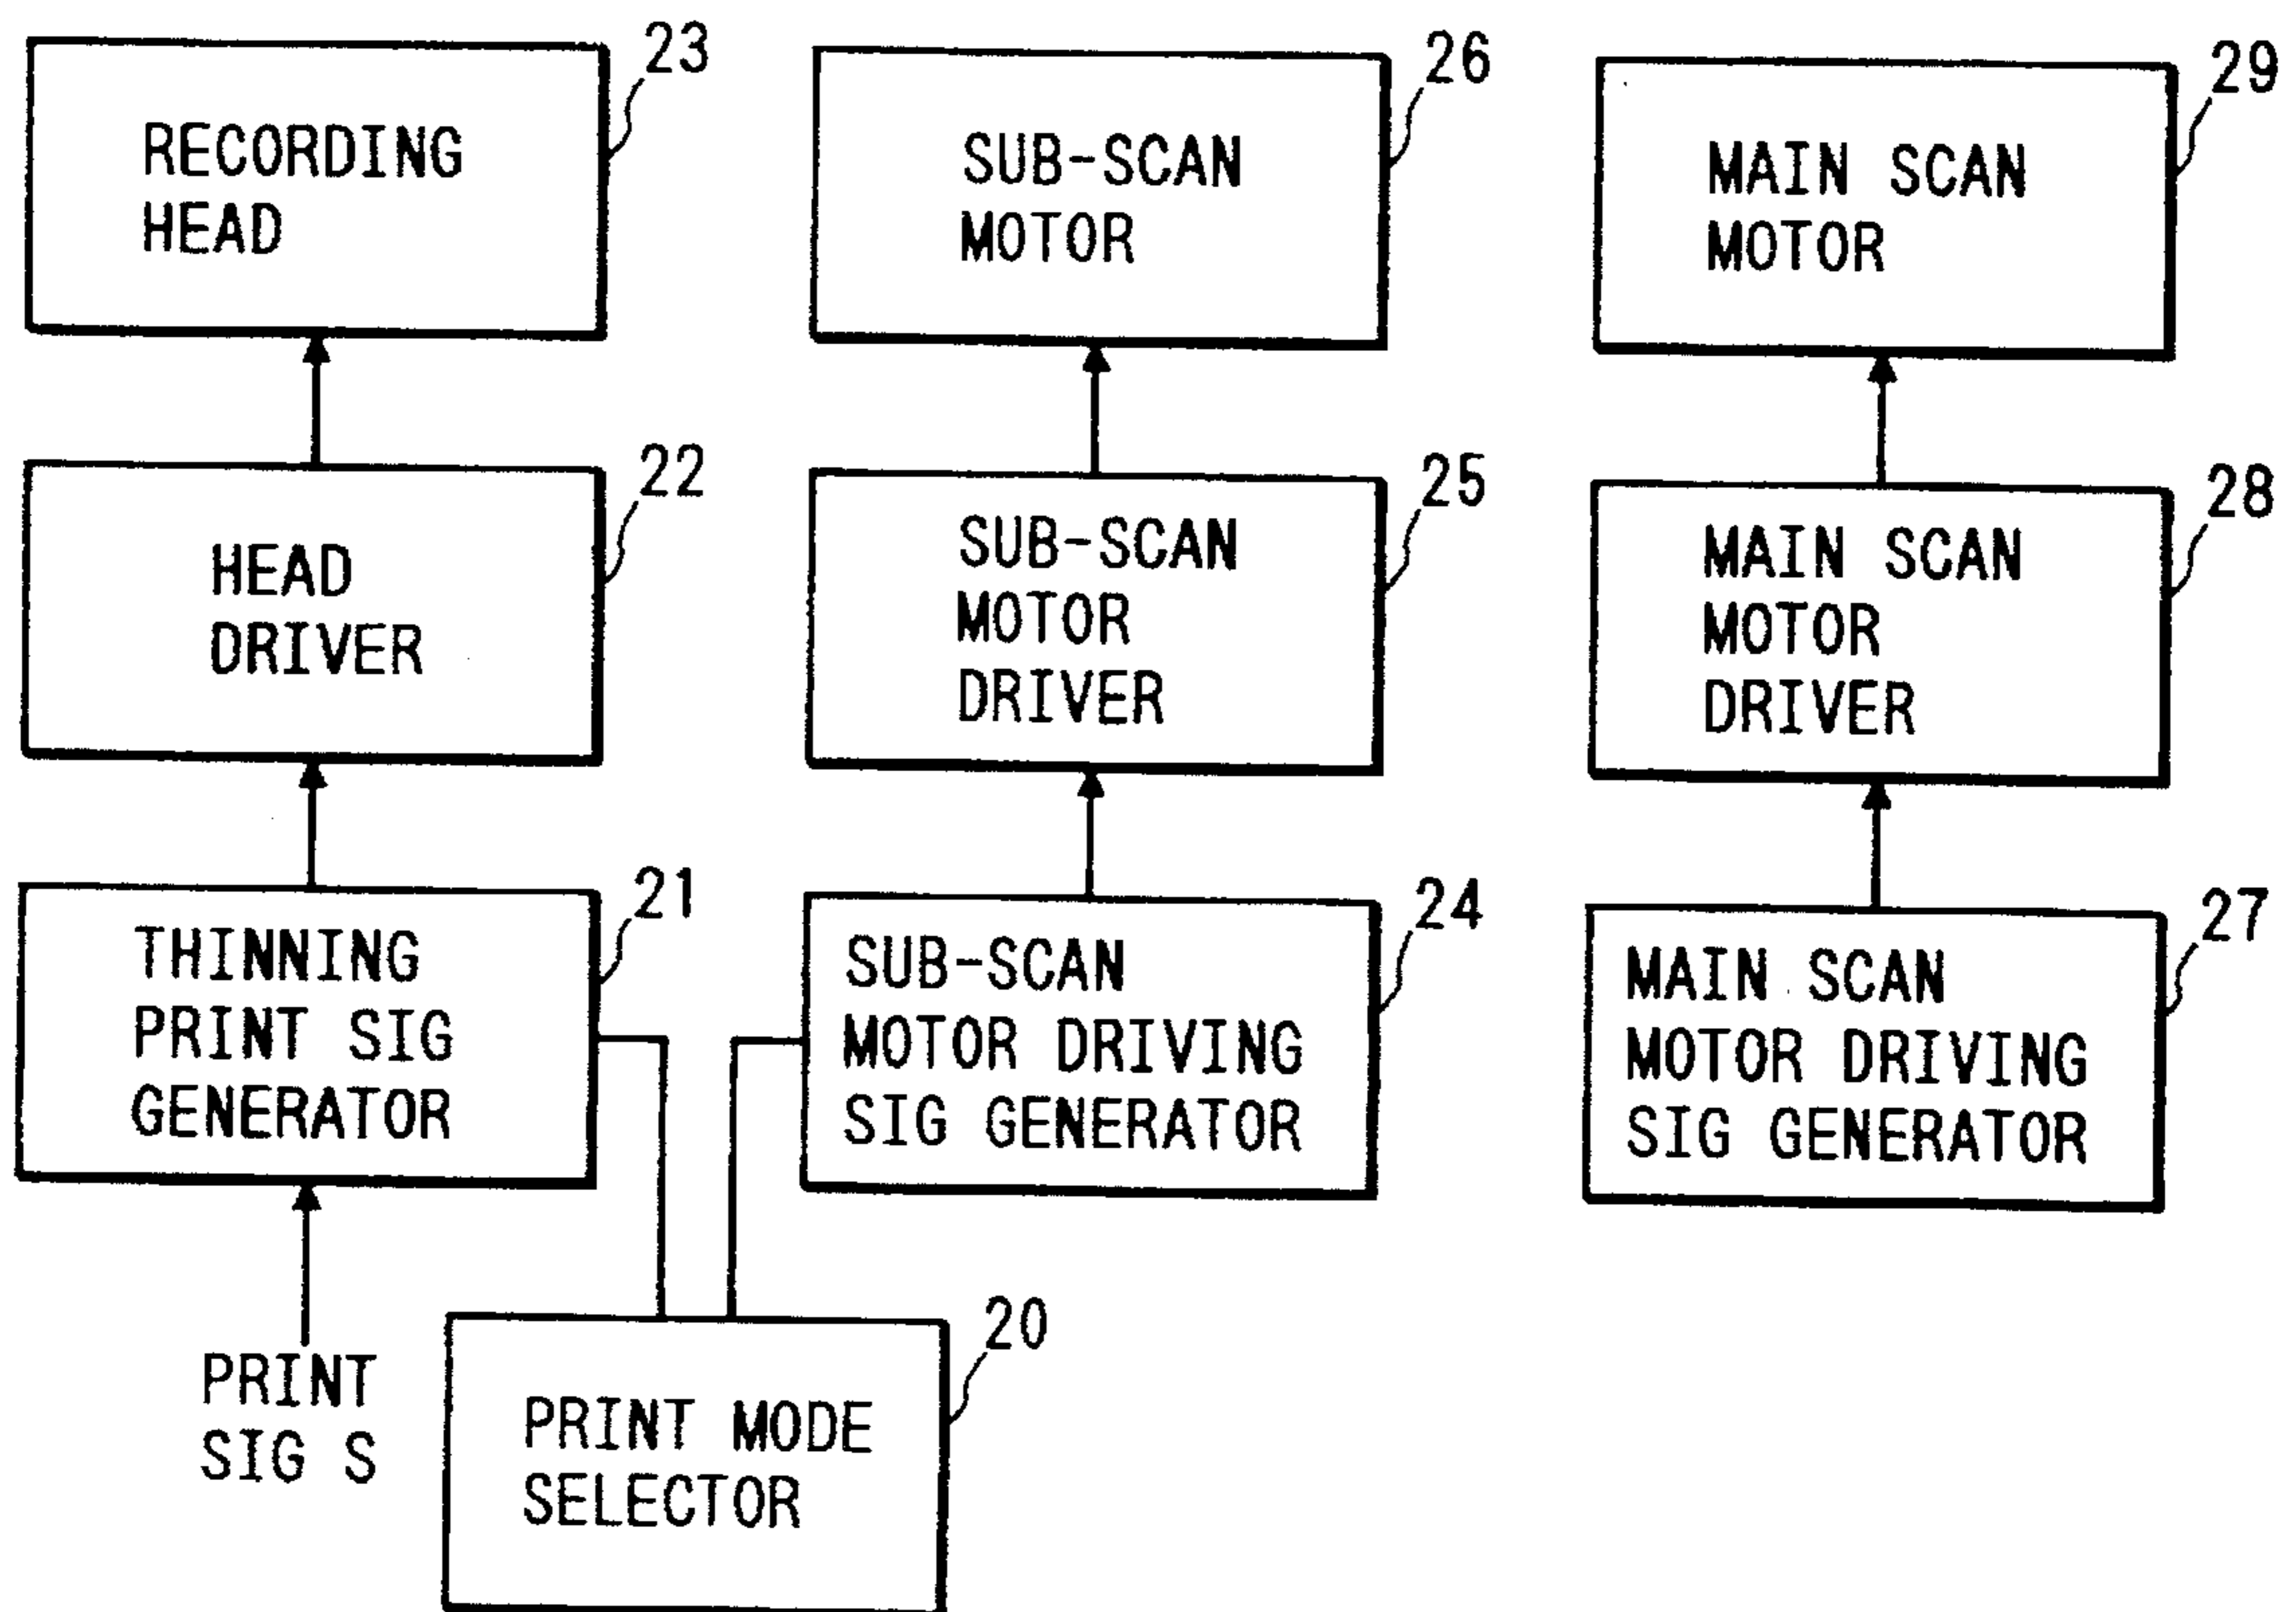 RECORDING
HEAD
23
SUB-SCAN
MOTOR
26
MAIN SCAN
MOTOR
29
HEAD
DRIVER
22
SUB-SCAN
MOTOR
DRIVER
25
MAIN SCAN
MOTOR
DRIVER
28
THINNING
PRINT SIG
GENERATOR
21
SUB-SCAN
MOTOR DRIVING
SIG GENERATOR
24
MAIN SCAN
MOTOR DRIVING
SIG GENERATOR
27
PRINT
SIG S
PRINT MODE
SELECTOR
20